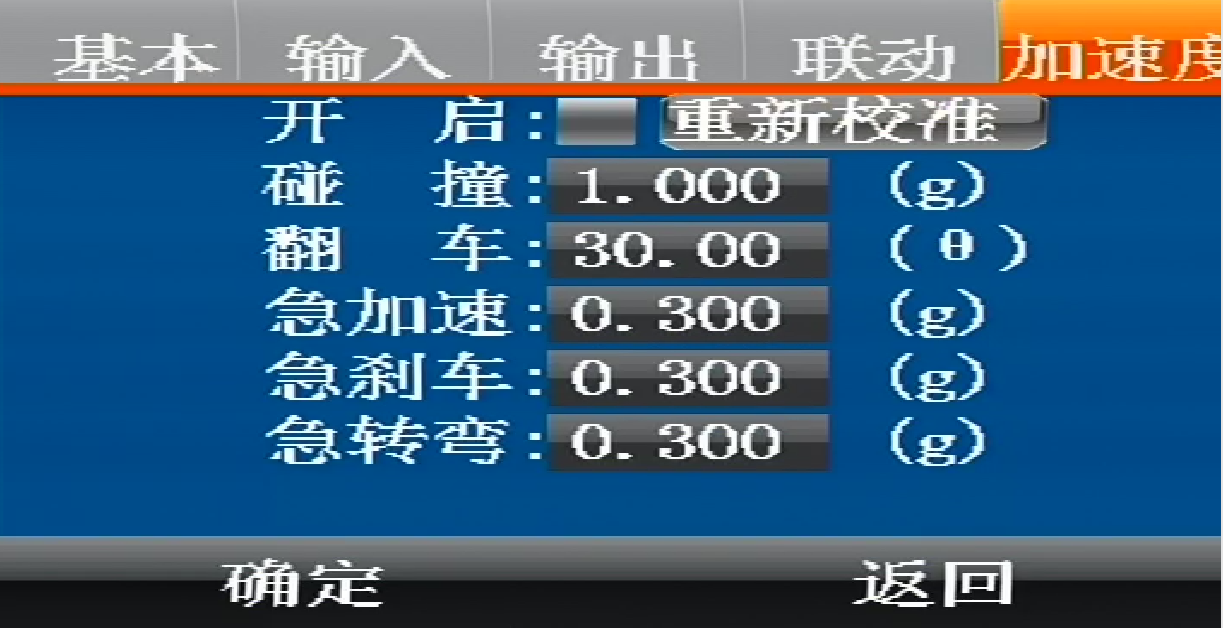 基本 输入 输出 联动 加速度
开 启: 重新校准
碰 撞: 1.000 (g)
翻 车: 30.00 (θ)
急加速: 0.300 (g)
急刹车: 0.300 (g)
急转弯: 0.300 (g)
确定 返回